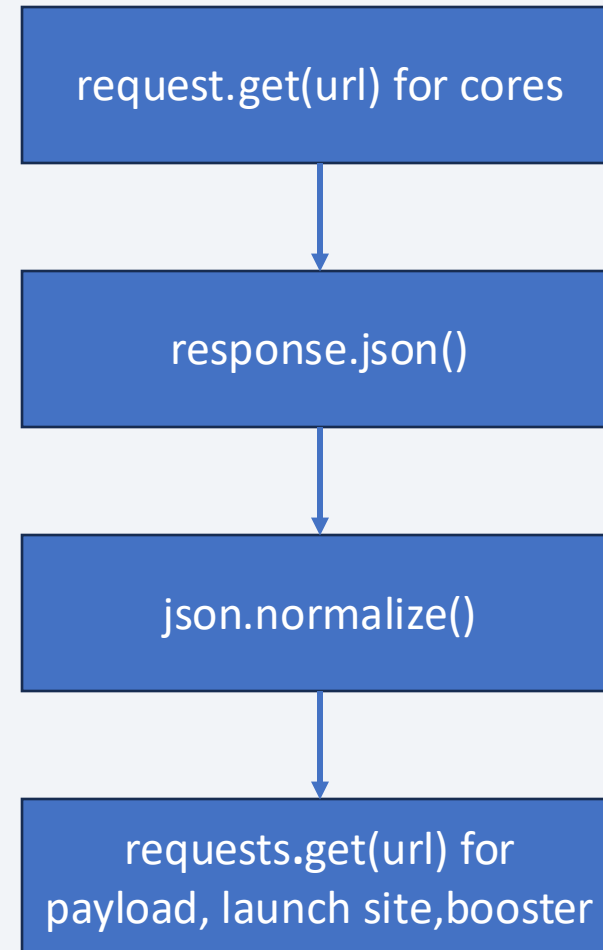 request.get(url) for cores
response.json()
json.normalize()
requests.get(url) for
payload, launch site,booster